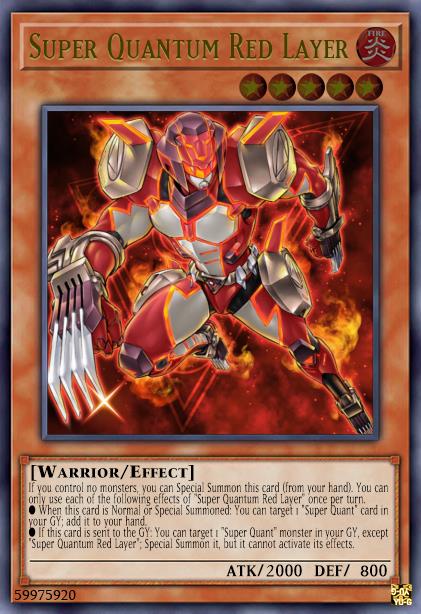 SUPER QUANTUM RED LAYER
FIRE
炎
[WARRIOR/EFFECT]
If you control no monsters, you can Special Summon this card (from your hand). You can
only use each of the following effects of "Super Quantum Red Layer" once per turn.
● When this card is Normal or Special Summoned: You can target 1 "Super Quant" card in
your GY; add it to your hand.
● If this card is sent to the GY: You can target 1 "Super Quant" monster in your GY, except
"Super Quantum Red Layer"; Special Summon it, but it cannot activate its effects.
ATK/2000 DEF/ 800
59975920